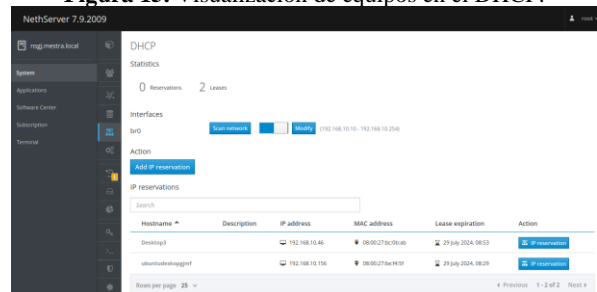 Figura 15. Visualización de equipos en el DHCP.
NethServer 7.9.2009
root
msgj.mestra.local
System
Applications
Software Center
Subscription
Terminal
DHCP
Statistics
0 Reservations 2 Leases
Interfaces
br0 Scan network Modify (192.168.10.10 - 192.168.10.254)
Action
Add IP reservation
IP reservations
Search
Hostname Description IP address MAC address Lease expiration Action
Desktop3 192.168.10.46 29 July 2024, 08:53 IP reservation
ubuntudesktopgjmf 192.168.10.156 29 July 2024, 08:29 IP reservation
Rows per page 25 Previous 1 - 2 of 2 Next